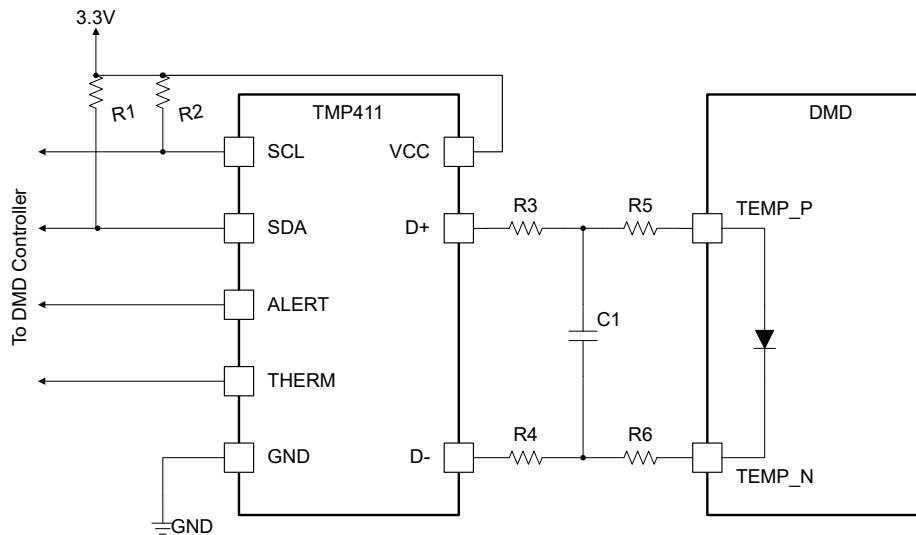 3.3V
R1
R2
TMP411
DMD
SCL
VCC
R3
R5
TEMP_P
SDA
D+
To DMD Controller
ALERT
C1
THERM
R4
R6
GND
D-
TEMP_N
GND